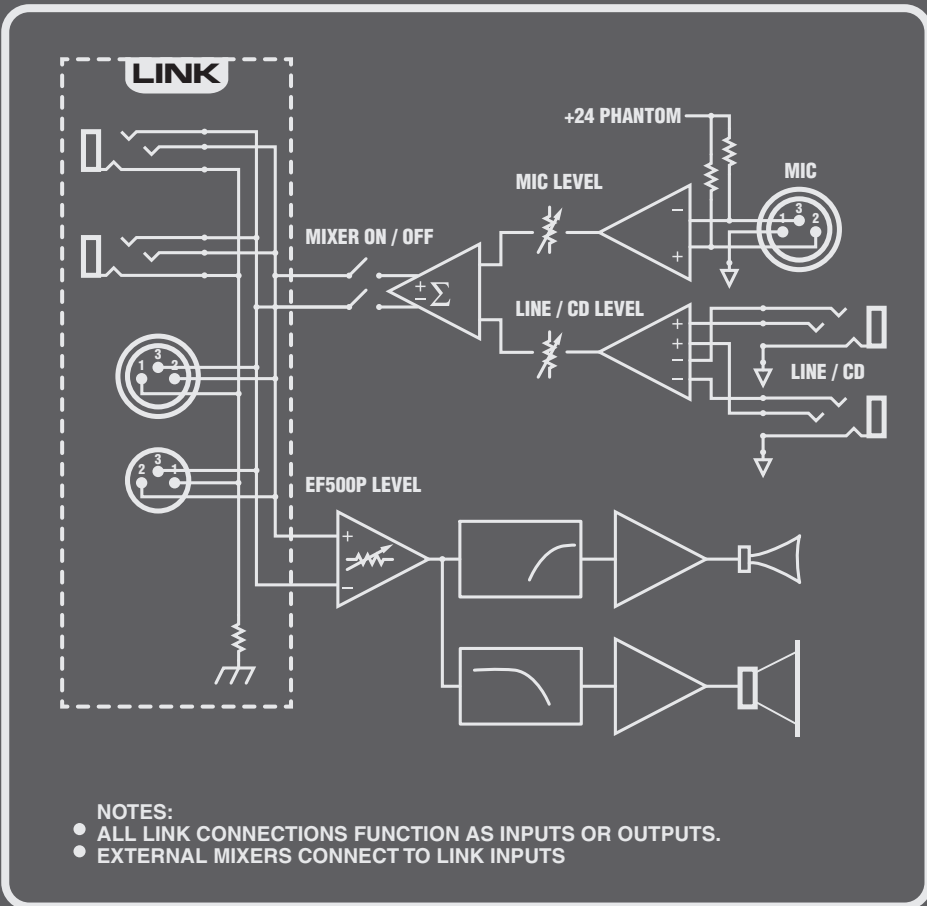 LINK
+24 PHANTOM
MIC
MIC LEVEL
3
1 2
−
+
MIXER ON / OFF
+
− Σ
LINE / CD LEVEL
+
+
−
−
LINE / CD
3
1 2
3
2 1
EF500P LEVEL
+
−
NOTES:
● ALL LINK CONNECTIONS FUNCTION AS INPUTS OR OUTPUTS.
● EXTERNAL MIXERS CONNECT TO LINK INPUTS